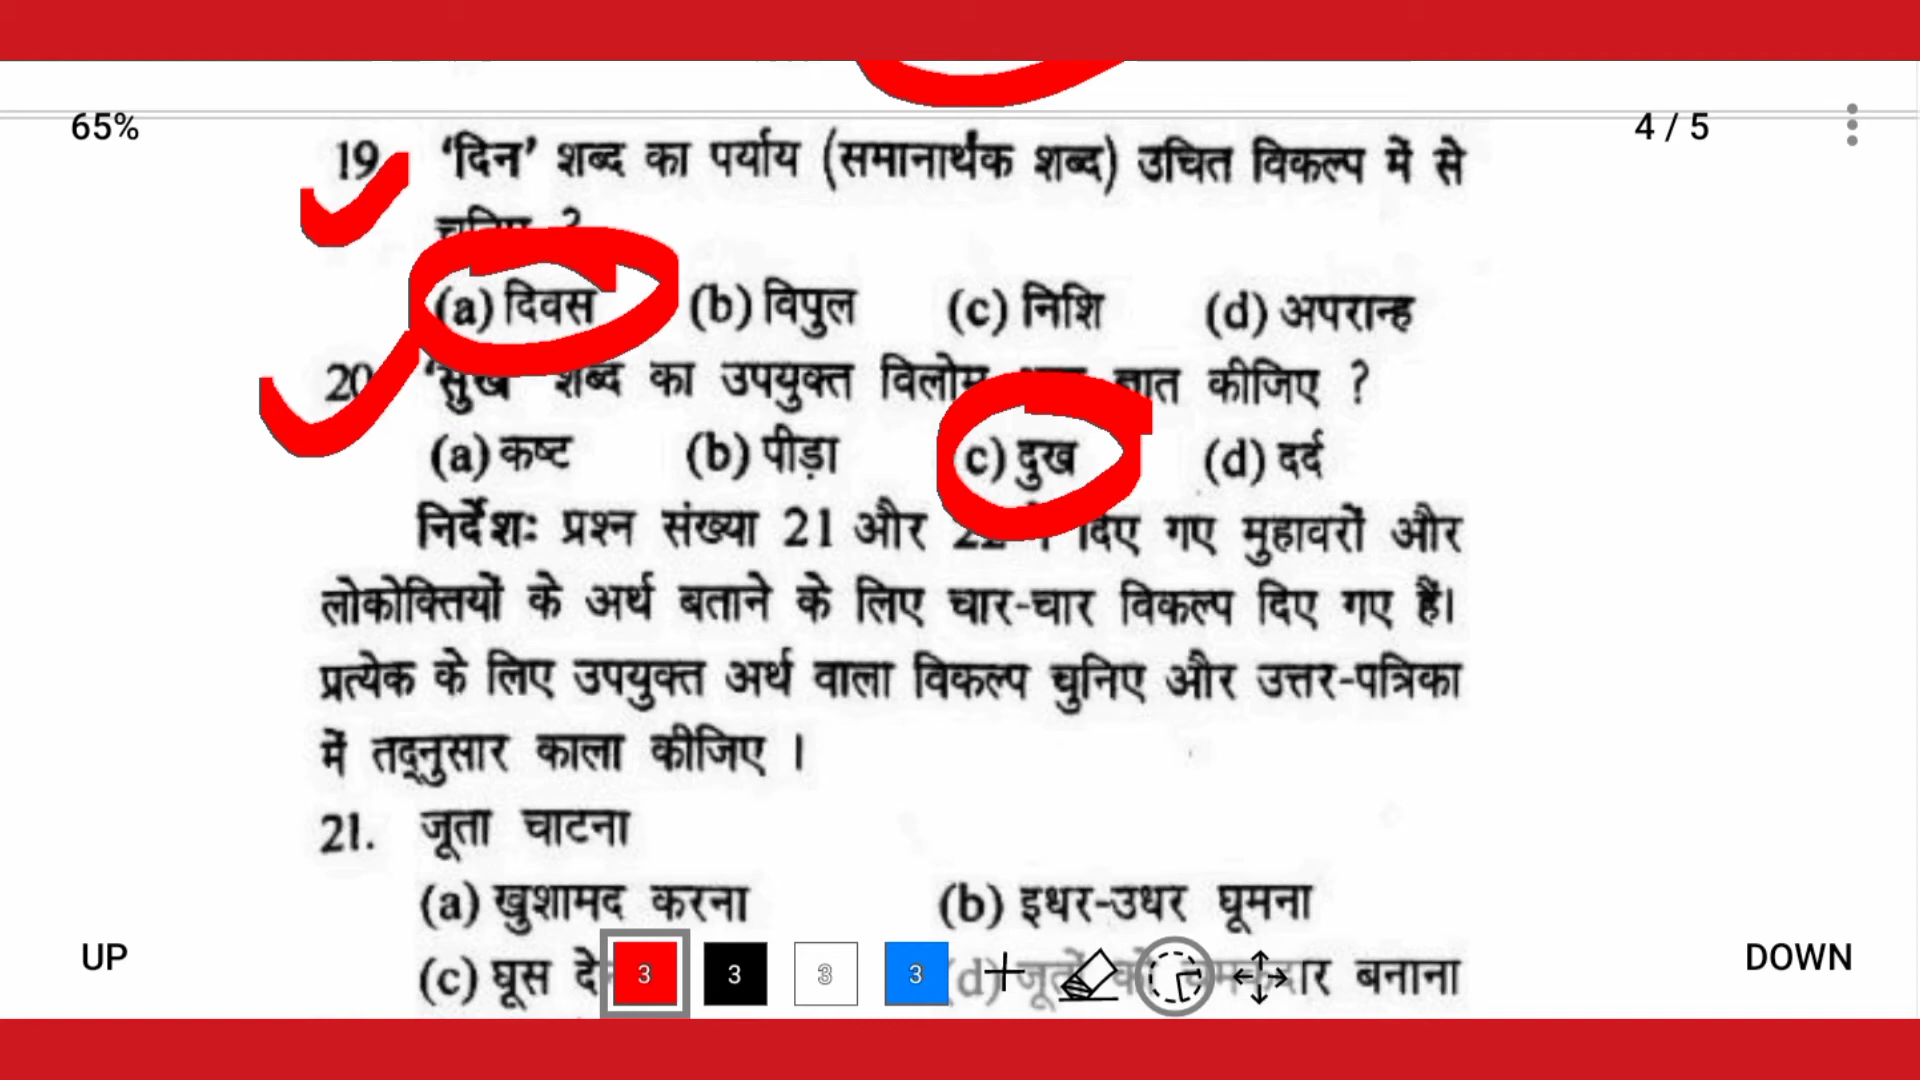 65%
4 / 5
19. ‘दिन’ शब्द का पर्याय (समानार्थक शब्द) उचित विकल्प में से
चुनिए ?
(a) दिवस (b) विपुल (c) निशि (d) अपरान्ह
20 ‘सुख शब्द का उपयुक्त विलोम ज्ञात कीजिए ?
(a) कष्ट (b) पीड़ा c) दुख (d) दर्द
निर्देशः प्रश्न संख्या 21 और 22 दिए गए मुहावरों और
लोकोक्तियों के अर्थ बताने के लिए चार-चार विकल्प दिए गए हैं।
प्रत्येक के लिए उपयुक्त अर्थ वाला विकल्प चुनिए और उत्तर-पत्रिका
में तद्नुसार काला कीजिए ।
21. जूता चाटना
(a) खुशामद करना (b) इधर-उधर घूमना
UP
DOWN
(c) घूस (d) जूतों बनाना
3 3 3 3